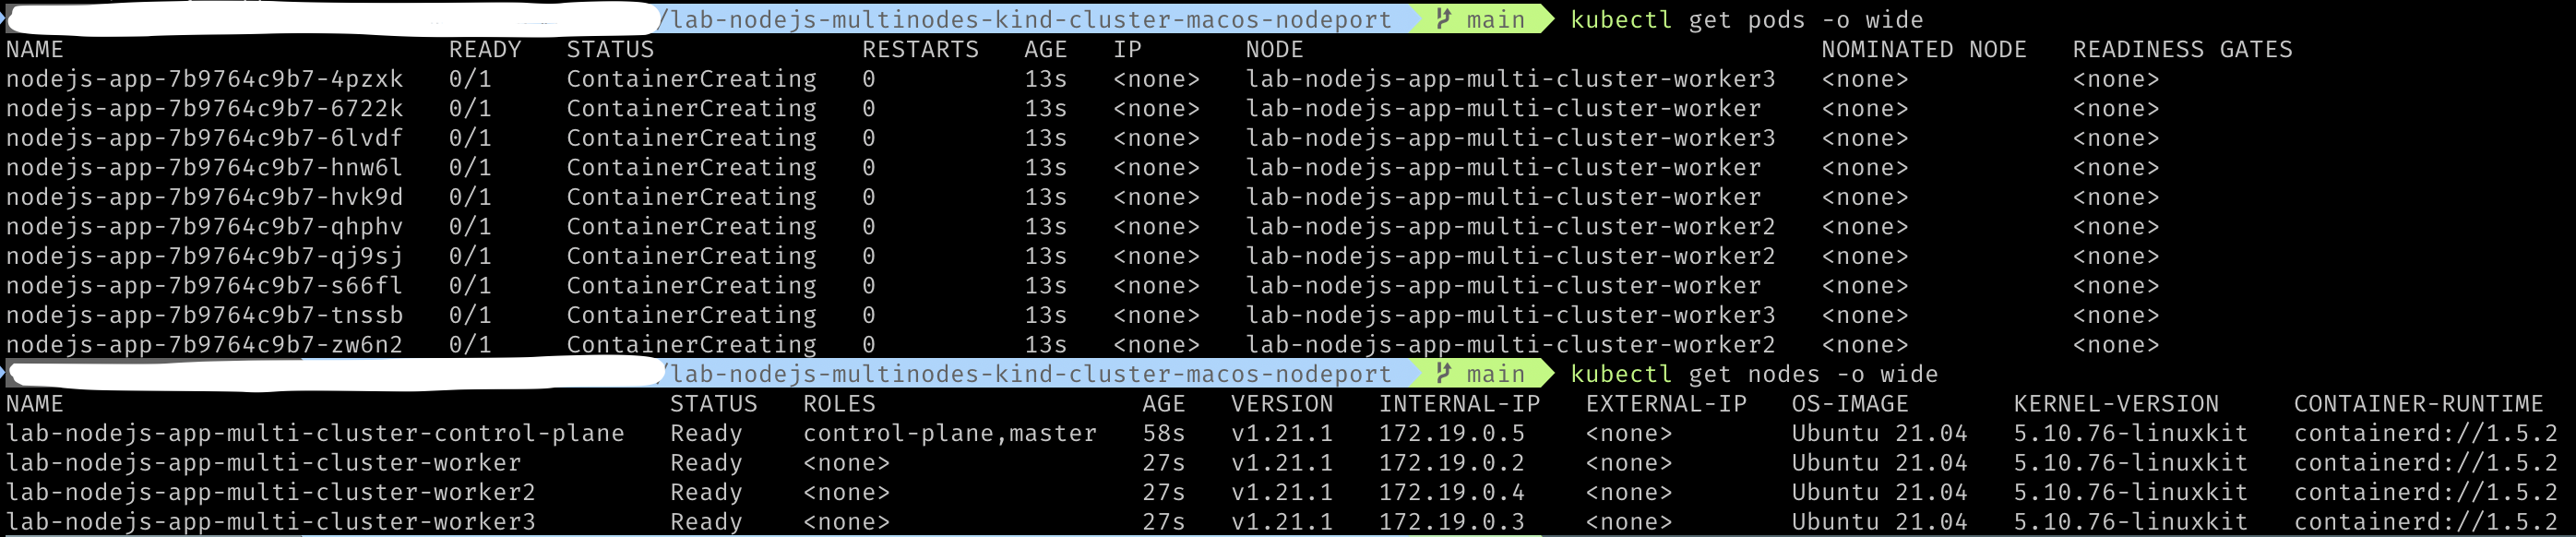 /lab-nodejs-multinodes-kind-cluster-macos-nodeport main kubectl get pods -o wide
NAME READY STATUS RESTARTS AGE IP NODE NOMINATED NODE READINESS GATES
nodejs-app-7b9764c9b7-4pzxk 0/1 ContainerCreating 0 13s <none> lab-nodejs-app-multi-cluster-worker3 <none> <none>
nodejs-app-7b9764c9b7-6722k 0/1 ContainerCreating 0 13s <none> lab-nodejs-app-multi-cluster-worker <none> <none>
nodejs-app-7b9764c9b7-6lvdf 0/1 ContainerCreating 0 13s <none> lab-nodejs-app-multi-cluster-worker3 <none> <none>
nodejs-app-7b9764c9b7-hnw6l 0/1 ContainerCreating 0 13s <none> lab-nodejs-app-multi-cluster-worker <none> <none>
nodejs-app-7b9764c9b7-hvk9d 0/1 ContainerCreating 0 13s <none> lab-nodejs-app-multi-cluster-worker <none> <none>
nodejs-app-7b9764c9b7-qhphv 0/1 ContainerCreating 0 13s <none> lab-nodejs-app-multi-cluster-worker2 <none> <none>
nodejs-app-7b9764c9b7-qj9sj 0/1 ContainerCreating 0 13s <none> lab-nodejs-app-multi-cluster-worker2 <none> <none>
nodejs-app-7b9764c9b7-s66fl 0/1 ContainerCreating 0 13s <none> lab-nodejs-app-multi-cluster-worker <none> <none>
nodejs-app-7b9764c9b7-tnssb 0/1 ContainerCreating 0 13s <none> lab-nodejs-app-multi-cluster-worker3 <none> <none>
nodejs-app-7b9764c9b7-zw6n2 0/1 ContainerCreating 0 13s <none> lab-nodejs-app-multi-cluster-worker2 <none> <none>
/lab-nodejs-multinodes-kind-cluster-macos-nodeport main kubectl get nodes -o wide
NAME STATUS ROLES AGE VERSION INTERNAL-IP EXTERNAL-IP OS-IMAGE KERNEL-VERSION CONTAINER-RUNTIME
lab-nodejs-app-multi-cluster-control-plane Ready control-plane,master 58s v1.21.1 172.19.0.5 <none> Ubuntu 21.04 5.10.76-linuxkit containerd://1.5.2
lab-nodejs-app-multi-cluster-worker Ready <none> 27s v1.21.1 172.19.0.2 <none> Ubuntu 21.04 5.10.76-linuxkit containerd://1.5.2
lab-nodejs-app-multi-cluster-worker2 Ready <none> 27s v1.21.1 172.19.0.4 <none> Ubuntu 21.04 5.10.76-linuxkit containerd://1.5.2
lab-nodejs-app-multi-cluster-worker3 Ready <none> 27s v1.21.1 172.19.0.3 <none> Ubuntu 21.04 5.10.76-linuxkit containerd://1.5.2